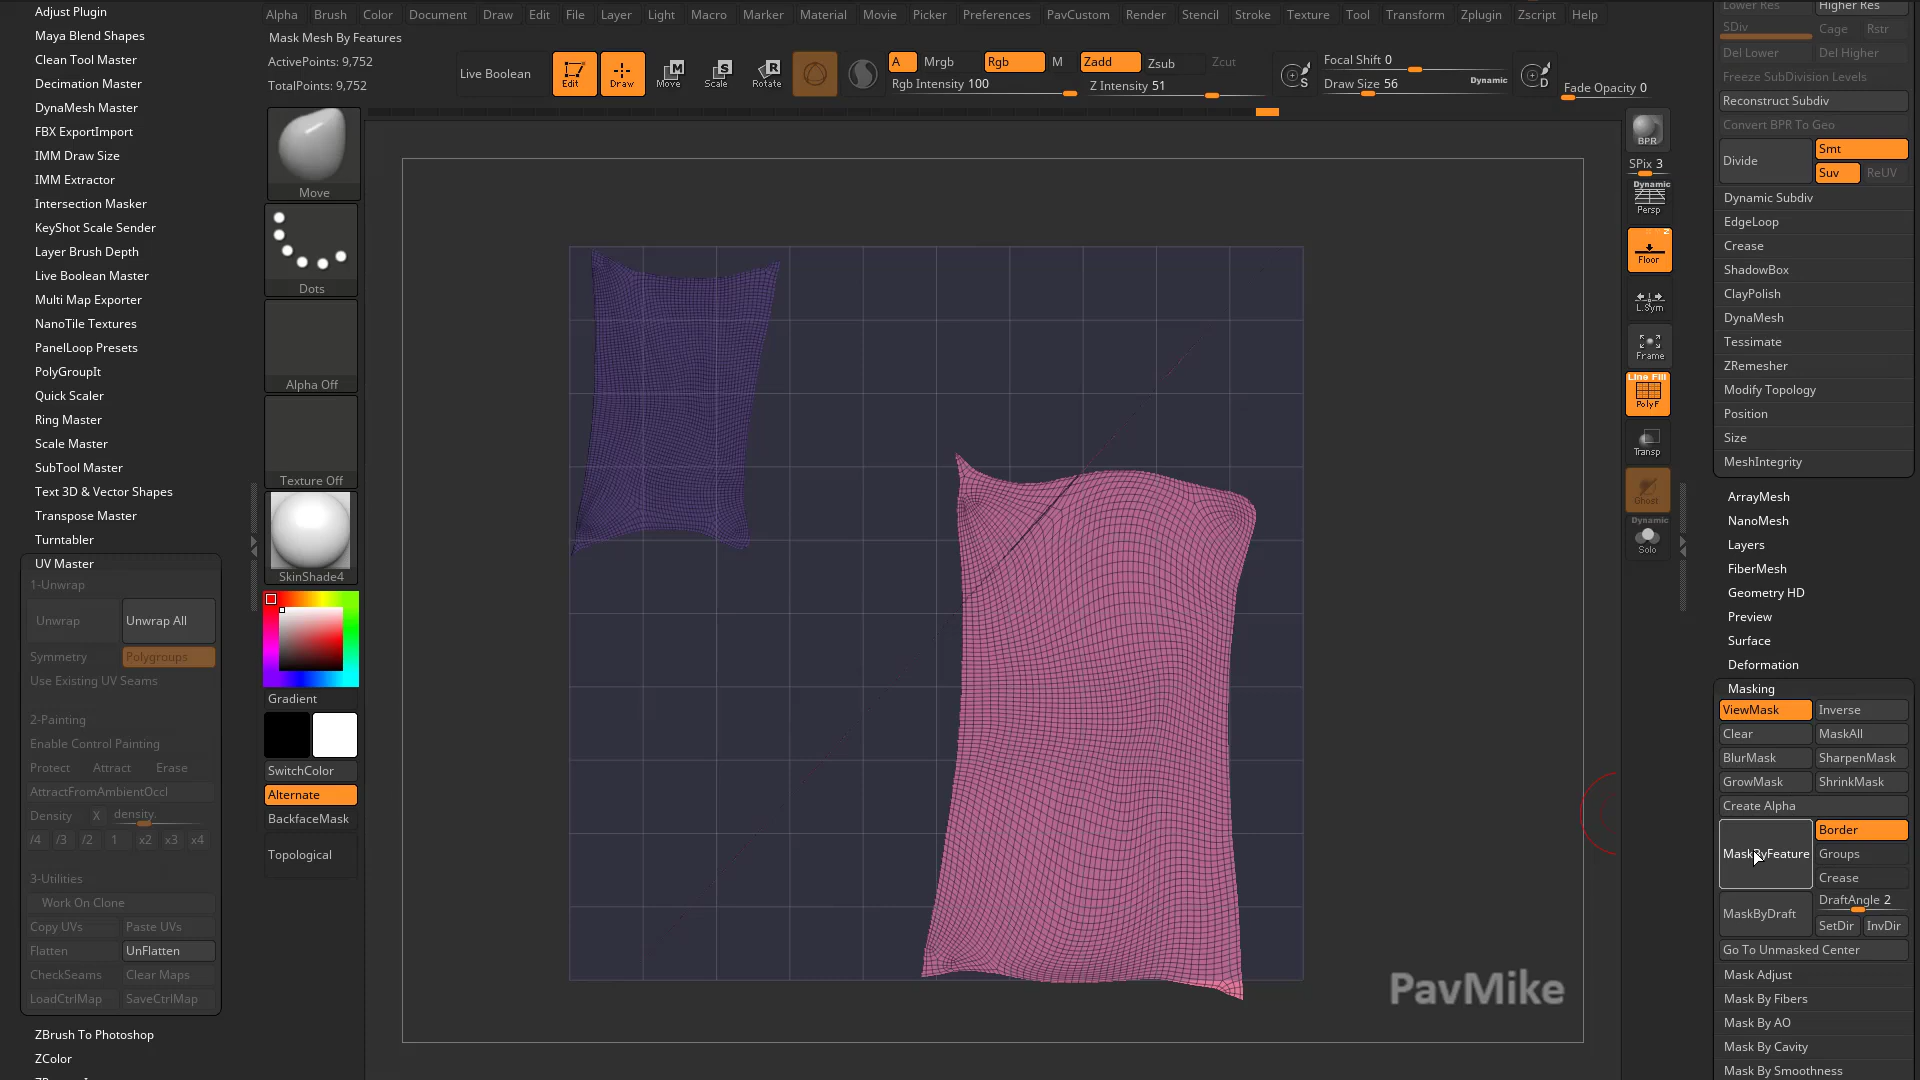 Adjust Plugin
Maya Blend Shapes
Clean Tool Master
Decimation Master
DynaMesh Master
FBX ExportImport
IMM Draw Size
IMM Extractor
Intersection Masker
KeyShot Scale Sender
Layer Brush Depth
Live Boolean Master
Multi Map Exporter
NanoTile Textures
PanelLoop Presets
PolyGroupIt
Quick Scaler
Ring Master
Scale Master
SubTool Master
Text 3D & Vector Shapes
Transpose Master
Turntabler
UV Master
1-Unwrap
Unwrap Unwrap All
Symmetry Polygroups
Use Existing UV Seams
2-Painting
Enable Control Painting
Protect Attract Erase
AttractFromAmbientOccl
Density X density.
/4 /3 /2 1 x2 x3 x4
3-Utilities
Work On Clone
Copy UVs Paste UVs
Flatten UnFlatten
CheckSeams Clear Maps
LoadCtrlMap SaveCtrlMap
ZBrush To Photoshop
ZColor
Alpha Brush Color Document Draw Edit File Layer Light Macro Marker Material Movie Picker Preferences PavCustom Render Stencil Stroke Texture Tool Transform Zplugin Zscript Help
Mask Mesh By Features
ActivePoints: 9,752
TotalPoints: 9,752
Live Boolean
Edit Draw Move Scale Rotate
M S R
A Mrgb Rgb M Zadd Zsub Zcut
Rgb Intensity 100 Z Intensity 51
S
Focal Shift 0
Draw Size 56 Dynamic
D
Fade Opacity 0
Move
Dots
Alpha Off
Texture Off
SkinShade4
Gradient
SwitchColor
Alternate
BackfaceMask
Topological
PavMike
BPR
SPix 3
Dynamic
Persp
Floor
L.Sym
Frame
Line Fill
PolyF
Transp
Ghost
Dynamic
Solo
Lower Res Higher Res
SDiv Cage Rstr
Del Lower Del Higher
Freeze SubDivision Levels
Reconstruct Subdiv
Convert BPR To Geo
Divide Smt
Suv ReUV
Dynamic Subdiv
EdgeLoop
Crease
ShadowBox
ClayPolish
DynaMesh
Tessimate
ZRemesher
Modify Topology
Position
Size
MeshIntegrity
ArrayMesh
NanoMesh
Layers
FiberMesh
Geometry HD
Preview
Surface
Deformation
Masking
ViewMask Inverse
Clear MaskAll
BlurMask SharpenMask
GrowMask ShrinkMask
Create Alpha
MaskByFeature Border
Groups
Crease
MaskByDraft DraftAngle 2
SetDir InvDir
Go To Unmasked Center
Mask Adjust
Mask By Fibers
Mask By AO
Mask By Cavity
Mask By Smoothness